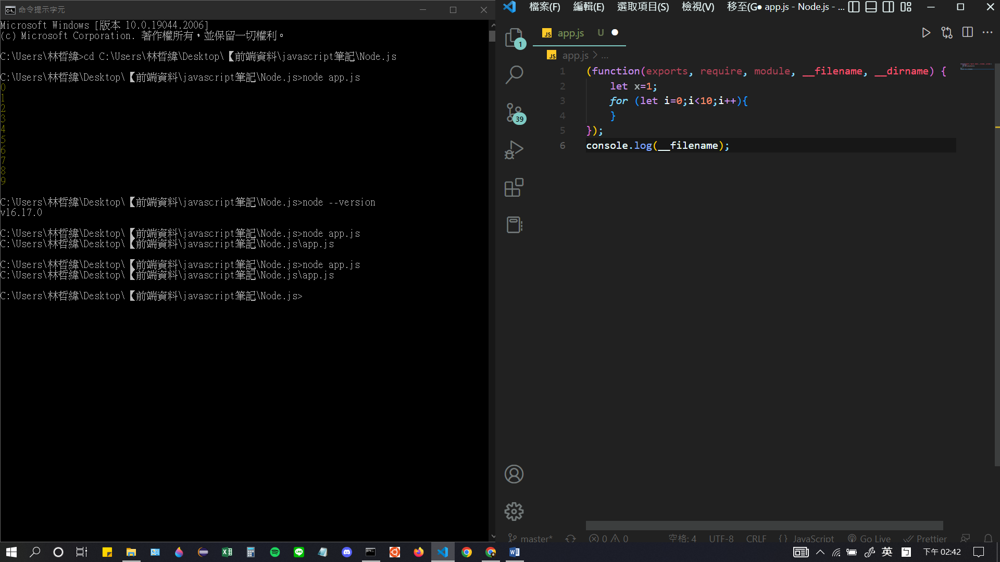 命令提示字元
Microsoft Windows [版本 10.0.19044.2006]
(c) Microsoft Corporation. 著作權所有，並保留一切權利。
C:\Users\林哲緯>cd C:\Users\林哲緯\Desktop\【前端資料\javascript筆記\Node.js
C:\Users\林哲緯\Desktop\【前端資料\javascript筆記\Node.js>node app.js
0
1
2
3
4
5
6
7
8
9
C:\Users\林哲緯\Desktop\【前端資料\javascript筆記\Node.js>node --version
v16.17.0
C:\Users\林哲緯\Desktop\【前端資料\javascript筆記\Node.js>node app.js
C:\Users\林哲緯\Desktop\【前端資料\javascript筆記\Node.js\app.js
C:\Users\林哲緯\Desktop\【前端資料\javascript筆記\Node.js>node app.js
C:\Users\林哲緯\Desktop\【前端資料\javascript筆記\Node.js\app.js
C:\Users\林哲緯\Desktop\【前端資料\javascript筆記\Node.js>
檔案(F) 編輯(E) 選取項目(S) 檢視(V) 移至(G● app.js - Node.js - ...
JS app.js U ●
JS app.js > ...
1 (function(exports, require, module, __filename, __dirname) {
2 let x=1;
3 for (let i=0;i<10;i++){
4 }
5 });
6 console.log(__filename);
1
39
master* 0 0 空格: 4 UTF-8 CRLF {} JavaScript Go Live Prettier
英 下午 02:42